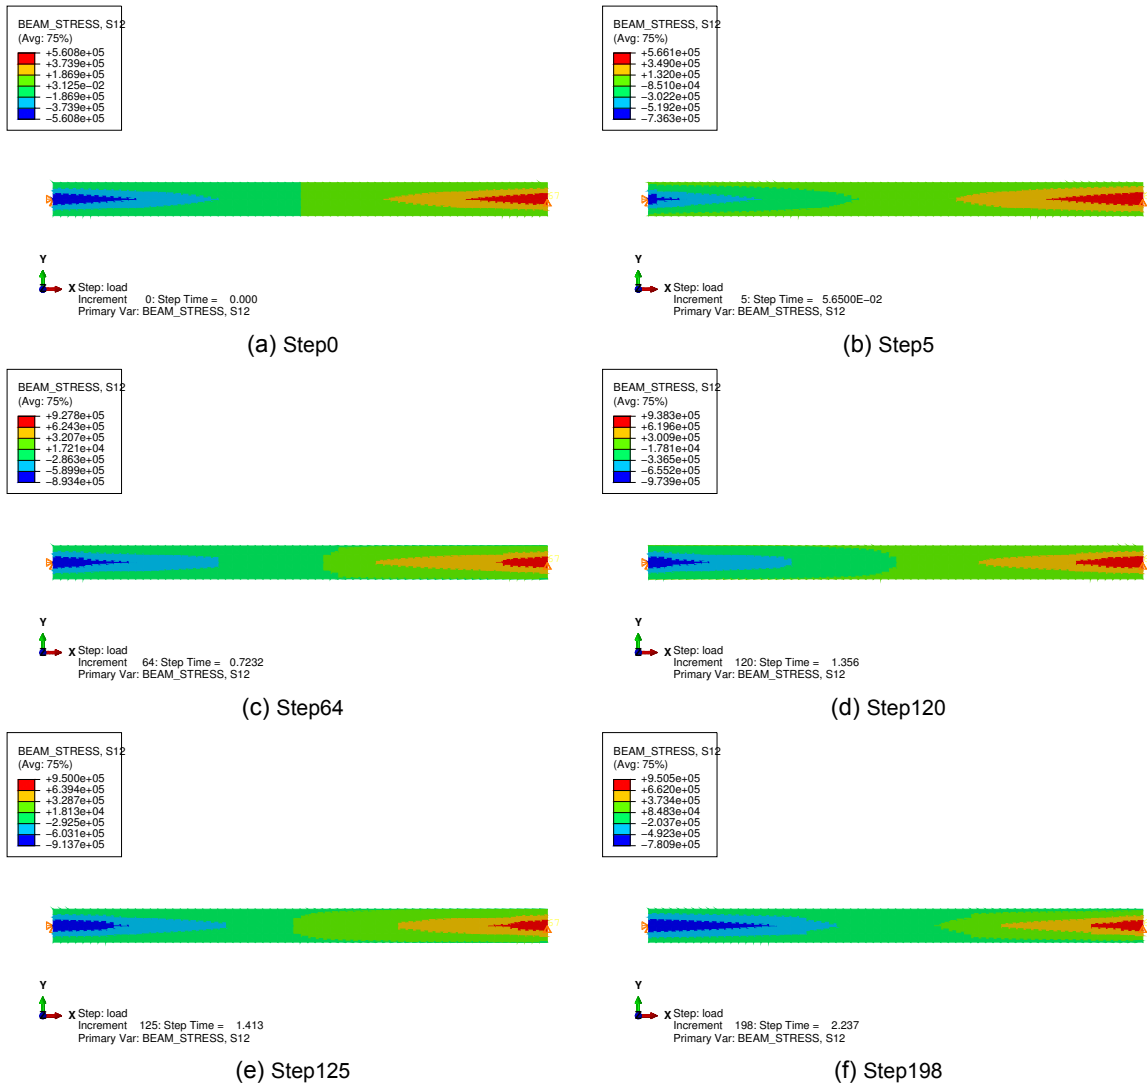 BEAM_STRESS, S12
(Avg: 75%)
+5.608e+05
+3.739e+05
+1.869e+05
+3.125e-02
-1.869e+05
-3.739e+05
-5.608e+05
Y
X
Step: load
Increment 0: Step Time = 0.000
Primary Var: BEAM_STRESS, S12
(a) Step0
BEAM_STRESS, S12
(Avg: 75%)
+5.661e+05
+3.490e+05
+1.320e+05
-8.510e+04
-3.022e+05
-5.192e+05
-7.363e+05
Y
X
Step: load
Increment 5: Step Time = 5.6500E-02
Primary Var: BEAM_STRESS, S12
(b) Step5
BEAM_STRESS, S12
(Avg: 75%)
+9.278e+05
+6.243e+05
+3.207e+05
+1.721e+04
-2.863e+05
-5.899e+05
-8.934e+05
Y
X
Step: load
Increment 64: Step Time = 0.7232
Primary Var: BEAM_STRESS, S12
(c) Step64
BEAM_STRESS, S12
(Avg: 75%)
+9.383e+05
+6.196e+05
+3.009e+05
-1.781e+04
-3.365e+05
-6.552e+05
-9.739e+05
Y
X
Step: load
Increment 120: Step Time = 1.356
Primary Var: BEAM_STRESS, S12
(d) Step120
BEAM_STRESS, S12
(Avg: 75%)
+9.500e+05
+6.394e+05
+3.287e+05
+1.813e+04
-2.925e+05
-6.031e+05
-9.137e+05
Y
X
Step: load
Increment 125: Step Time = 1.413
Primary Var: BEAM_STRESS, S12
(e) Step125
BEAM_STRESS, S12
(Avg: 75%)
+9.505e+05
+6.620e+05
+3.734e+05
+8.483e+04
-2.037e+05
-4.923e+05
-7.809e+05
Y
X
Step: load
Increment 198: Step Time = 2.237
Primary Var: BEAM_STRESS, S12
(f) Step198